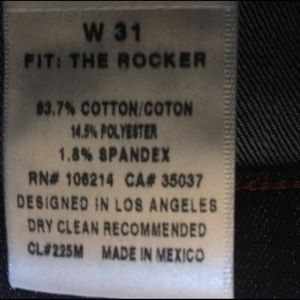 W 31
FIT: THE ROCKER
83.7% COTTON/COTON
14.5% POLYESTER
1.8% SPANDEX
RN# 106214 CA# 35037
DESIGNED IN LOS ANGELES
DRY CLEAN RECOMMENDED
CL#225M MADE IN MEXICO